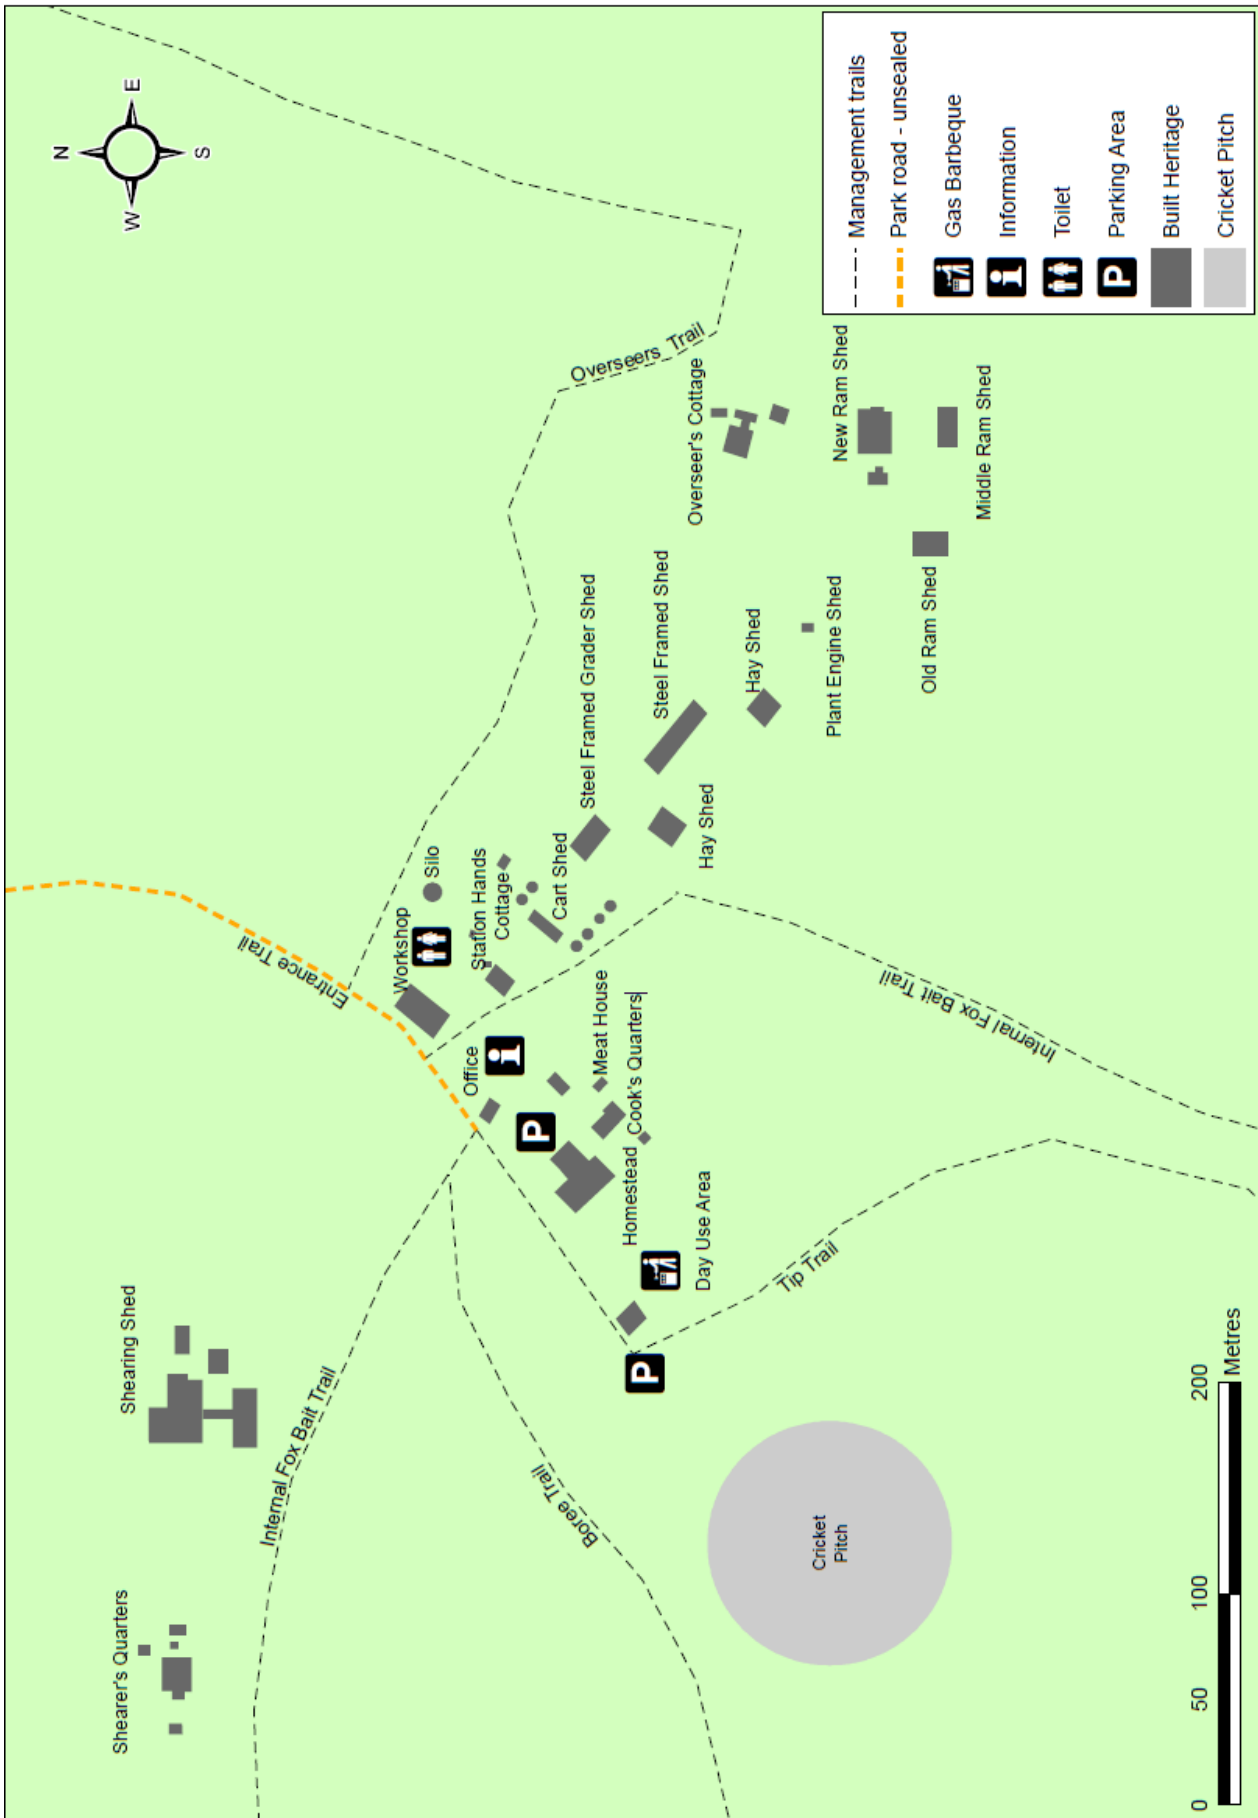 N
W
E
S
Shearer's Quarters
Shearing Shed
Internal Fox Bait Trail
Entrance Trail
Workshop
Silo
Office
Station Hands
Cottage
Cart Shed
Boree Trail
Steel Framed Grader Shed
Overseers Trail
Meat House
Cook's Quarters
Homestead
Steel Framed Shed
Overseer's Cottage
Day Use Area
Hay Shed
Hay Shed
Tip Trail
Cricket
Pitch
Plant Engine Shed
New Ram Shed
Internal Fox Bait Trail
Old Ram Shed
Middle Ram Shed
P
P
i
Management trails
Park road - unsealed
Gas Barbeque
i Information
Toilet
P Parking Area
Built Heritage
Cricket Pitch
0 50 100 200
Metres